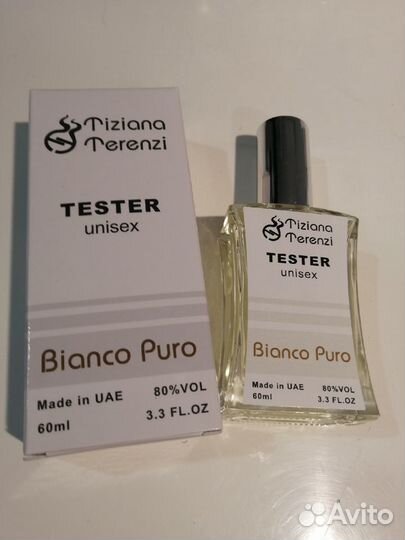 Tiziana
Terenzi
TESTER
unisex
Bianco Puro
Made in UAE 80%VOL
60ml 3.3 FL.OZ
Tiziana
Terenzi
TESTER
unisex
Bianco Puro
Made in UAE 80%VOL
60ml 3.3 FL.OZ
Avito